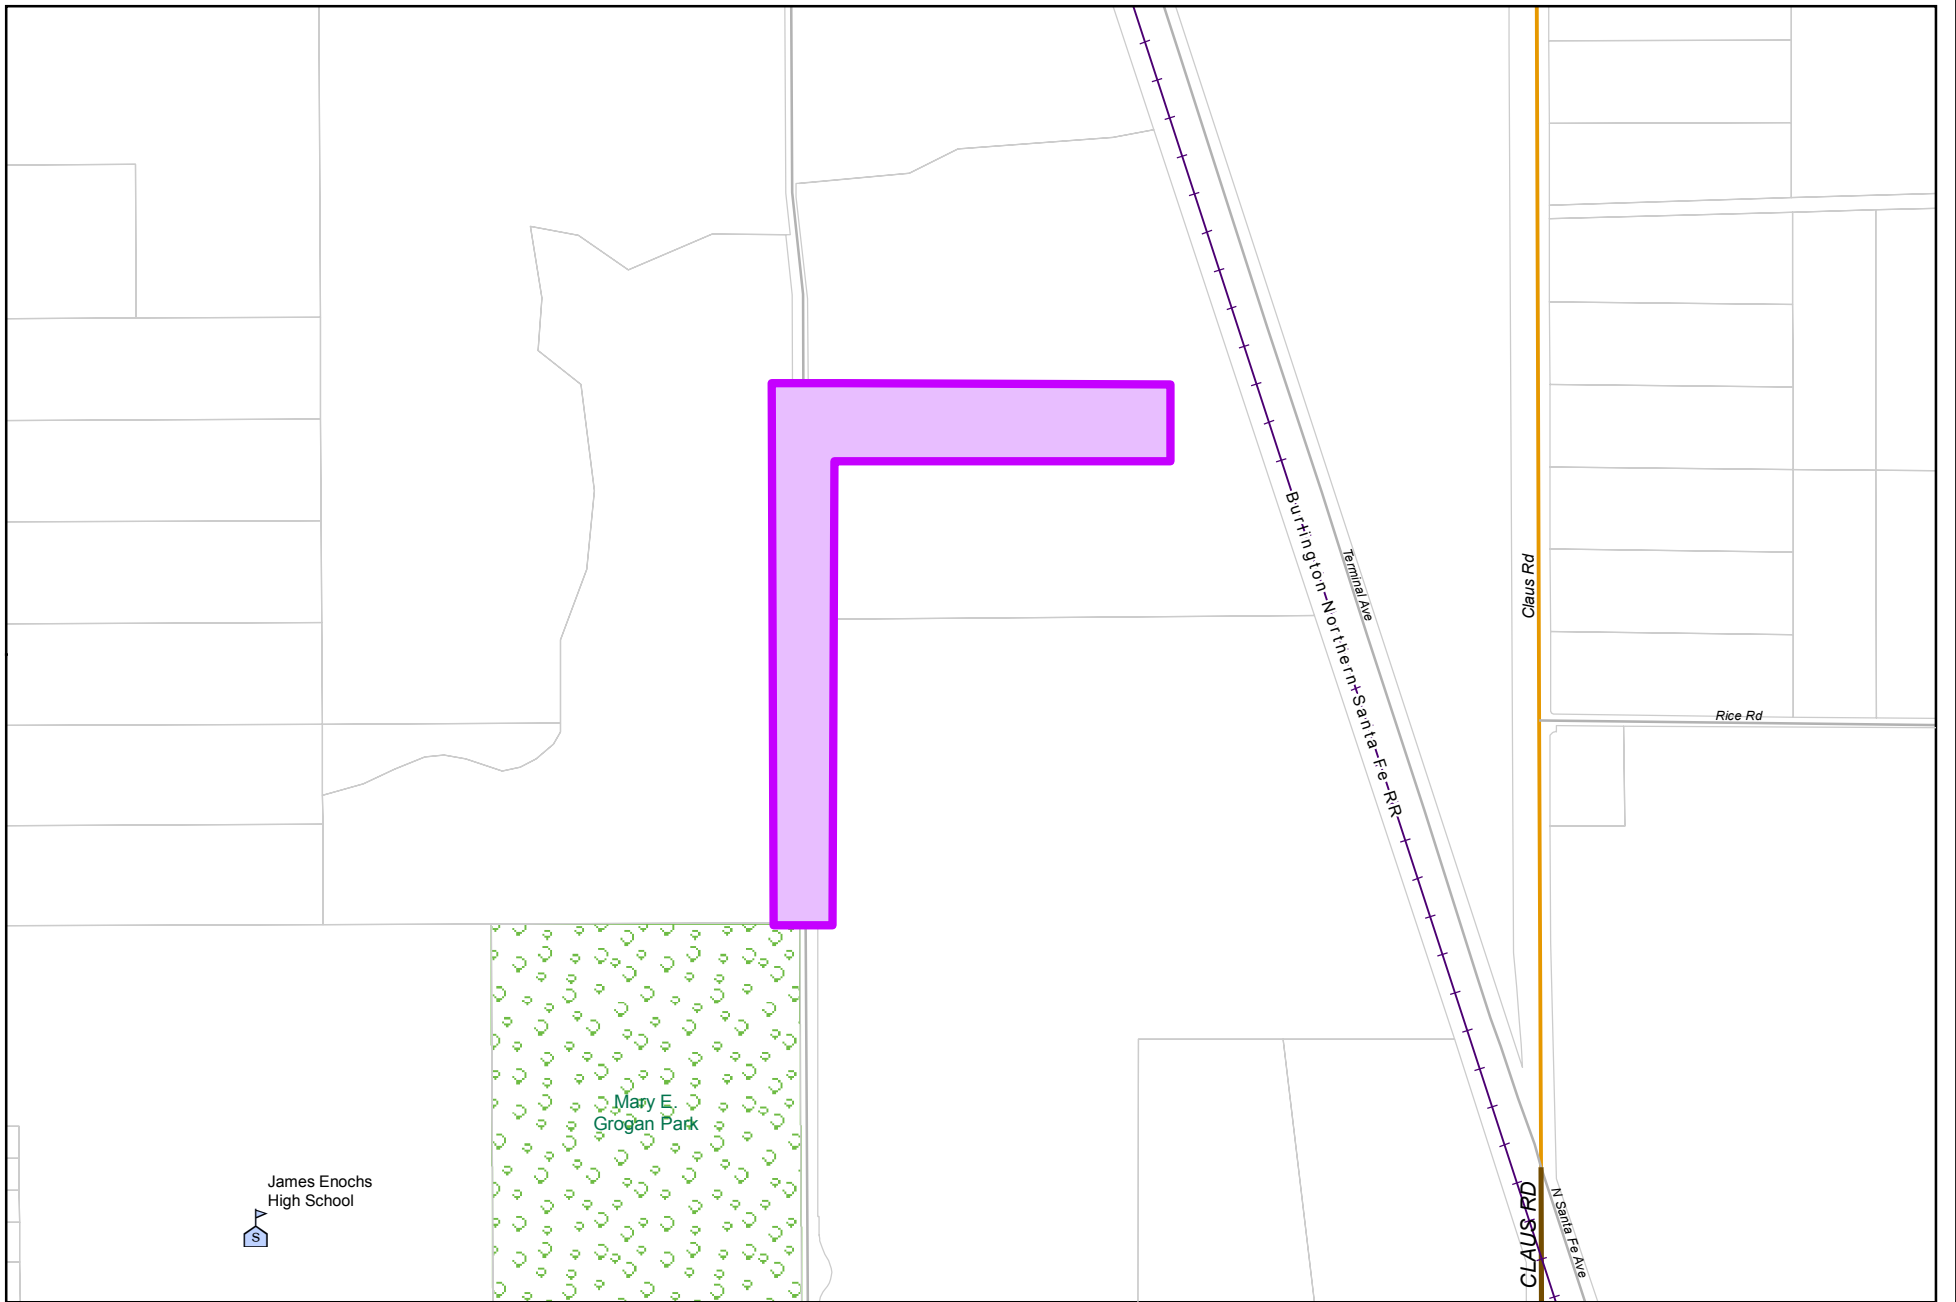 Burlington Northern Santa Fe RR
Terminal Ave
Claus Rd
Rice Rd
Mary E.
Grogan Park
James Enochs
High School
S
CLAUS RD
N Santa Fe Ave